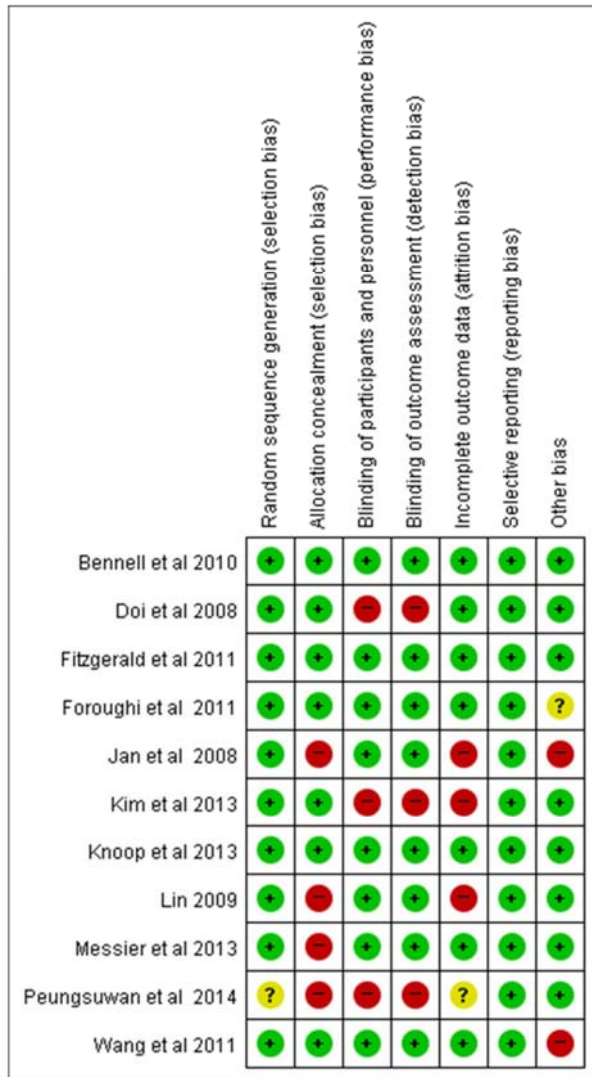 Random sequence generation (selection bias)
Allocation concealment (selection bias)
Blinding of participants and personnel (performance bias)
Blinding of outcome assessment (detection bias)
Incomplete outcome data (attrition bias)
Selective reporting (reporting bias)
Other bias
Bennell et al 2010 + + + + + + +
Doi et al 2008 + + - - + + +
Fitzgerald et al 2011 + + + + + + +
Foroughi et al 2011 + + + + + + ?
Jan et al 2008 + - + + - + -
Kim et al 2013 + + - - - + +
Knoop et al 2013 + + + + + + +
Lin 2009 + - + + - + +
Messier et al 2013 + - + + + + +
Peungsuwan et al 2014 ? - - - ? + +
Wang et al 2011 + + + + + + -